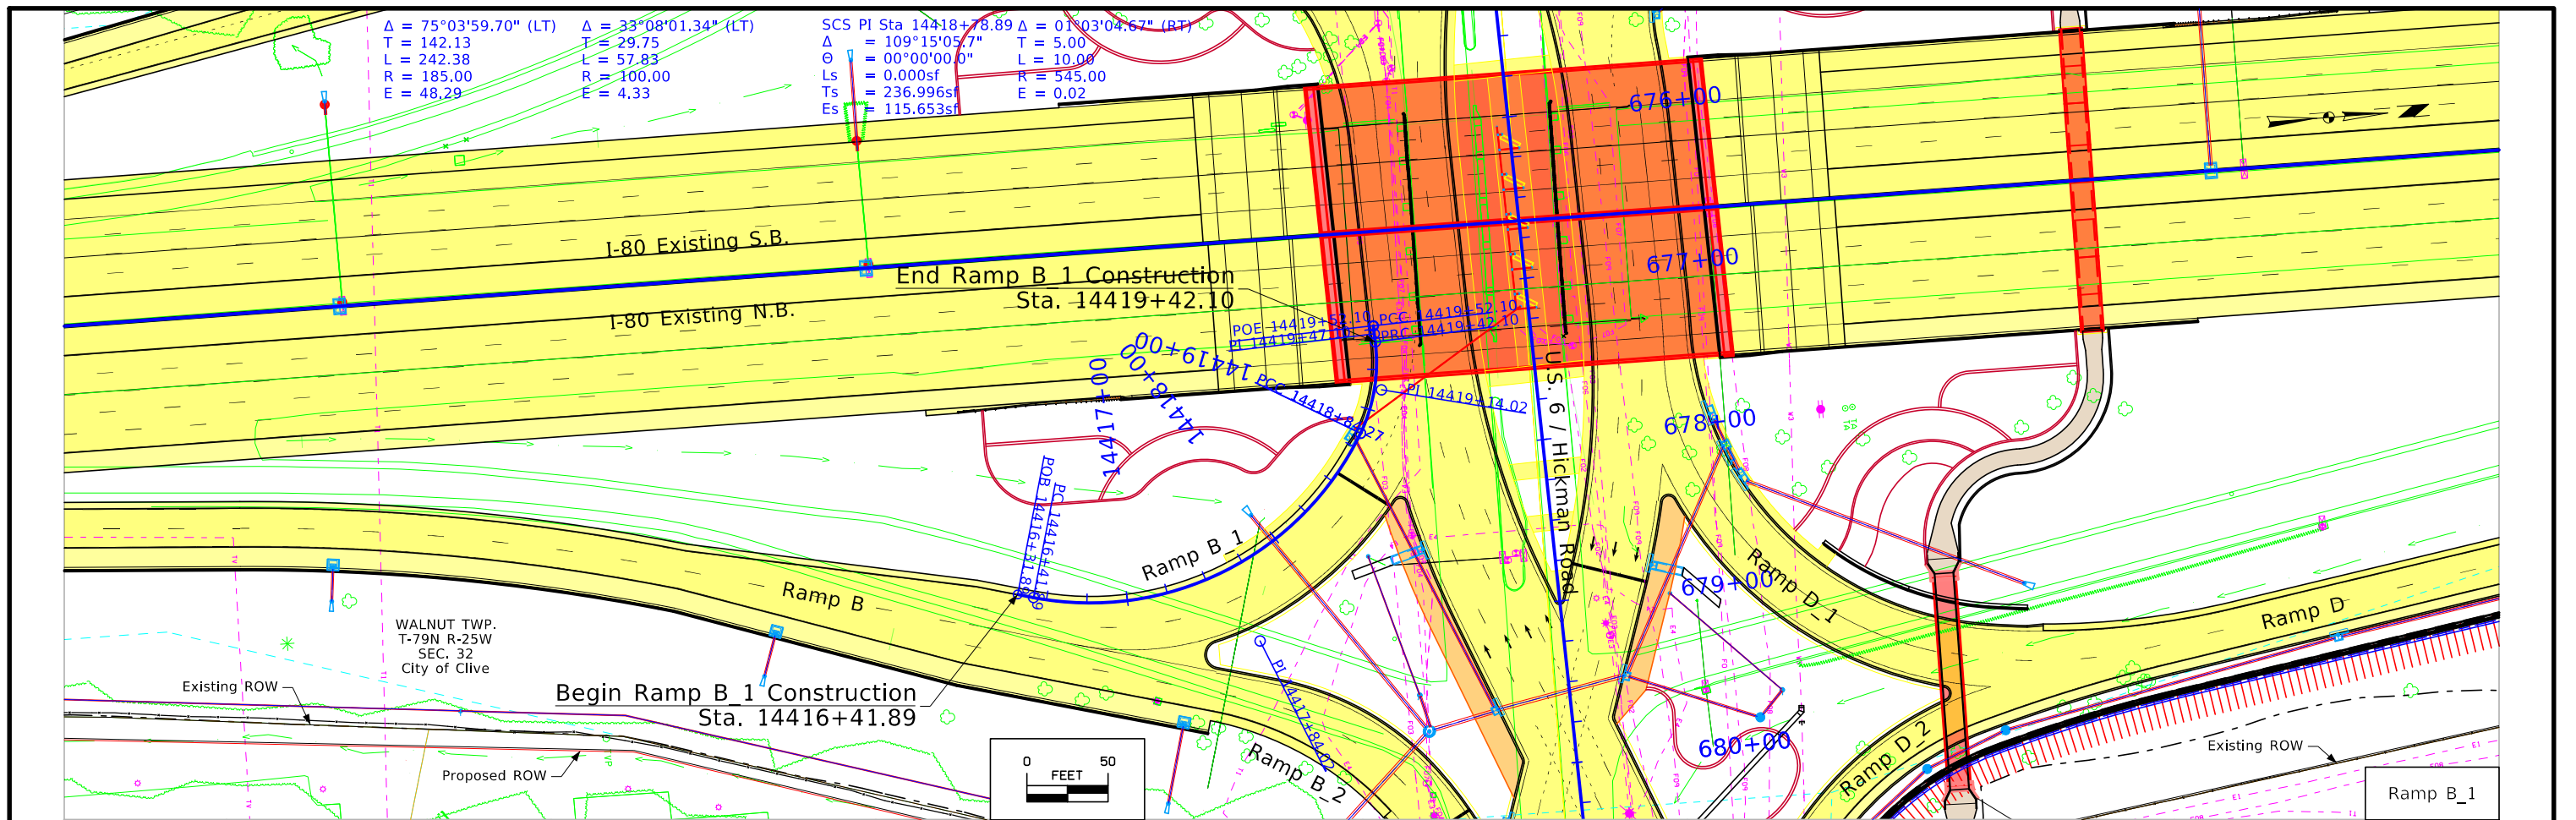 Δ = 75°03'59.70" (LT)
T = 142.13
L = 242.38
R = 185.00
E = 48.29
Δ = 33°08'01.34" (LT)
T = 29.75
L = 57.83
R = 100.00
E = 4.33
SCS PI Sta 14418+78.89
Δ = 109°15'05.7"
Θ = 00°00'00.0"
Ls = 0.000sf
Ts = 236.996sf
Es = 115.653sf
Δ = 01°03'04.67" (RT)
T = 5.00
L = 10.00
R = 545.00
E = 0.02
676+00
677+00
678+00
679+00
680+00
I-80 Existing S.B.
I-80 Existing N.B.
End Ramp B_1 Construction
Sta. 14419+42.10
POE 14419+52.10
PCC 14419+52.10
PI 14419+47.10
PRC 14419+42.10
14419+00
14418+00
14417+00
PCC 14418+84.27
PI 14419+14.02
U.S. 6 / Hickman Road
POB 14416+31.89
PC 14416+41.89
Ramp B_1
Ramp B
Ramp D_1
Ramp D
WALNUT TWP.
T-79N R-25W
SEC. 32
City of Clive
Existing ROW
Begin Ramp B_1 Construction
Sta. 14416+41.89
PI 14417+84.02
Proposed ROW
0 50
FEET
Ramp B_2
Ramp D_2
Existing ROW
Ramp B_1